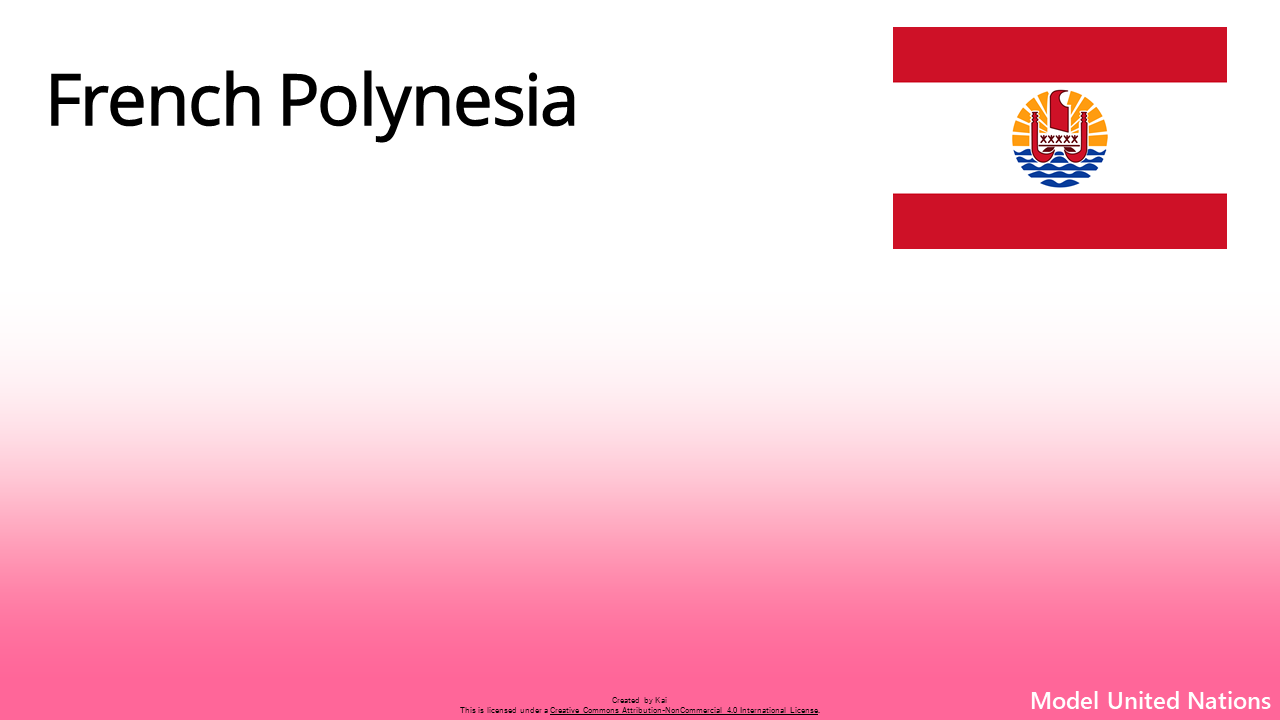 French Polynesia
Created by Kai
This is licensed under a Creative Commons Attribution-NonCommercial 4.0 International License.
Model United Nations